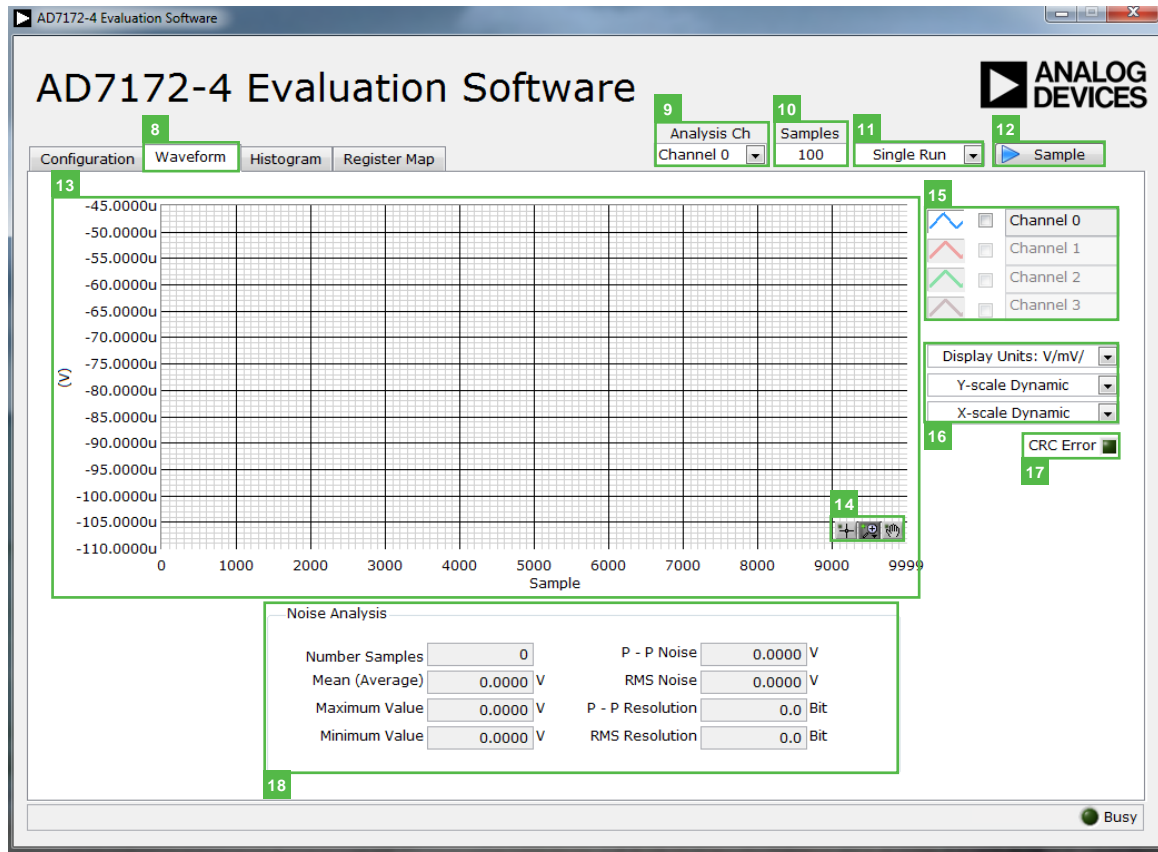 AD7172-4 Evaluation Software
AD7172-4 Evaluation Software
ANALOG
DEVICES
8
9
10
11
12
Analysis Ch
Samples
Configuration
Waveform
Histogram
Register Map
Channel 0
100
Single Run
Sample
13
-45.0000u
-50.0000u
-55.0000u
-60.0000u
-65.0000u
-70.0000u
-75.0000u
-80.0000u
-85.0000u
-90.0000u
-95.0000u
-100.0000u
-105.0000u
-110.0000u
(V)
0 1000 2000 3000 4000 5000 6000 7000 8000 9000 9999
Sample
14
15
Channel 0
Channel 1
Channel 2
Channel 3
Display Units: V/mV/
Y-scale Dynamic
X-scale Dynamic
16
CRC Error
17
Noise Analysis
Number Samples 0
Mean (Average) 0.0000 V
Maximum Value 0.0000 V
Minimum Value 0.0000 V
P - P Noise 0.0000 V
RMS Noise 0.0000 V
P - P Resolution 0.0 Bit
RMS Resolution 0.0 Bit
18
Busy